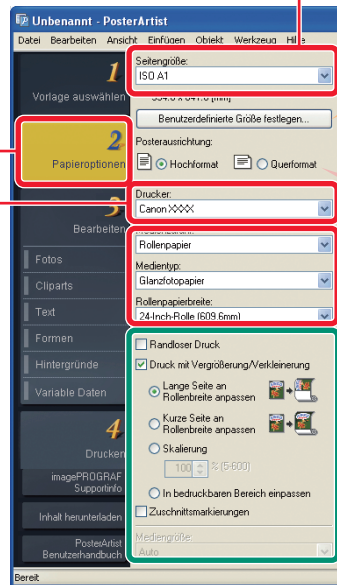 Unbenannt - PosterArtist
Datei Bearbeiten Ansicht Einfügen Objekt Werkzeug Hilfe
1
Vorlage auswählen
2
Papieroptionen
3
Bearbeiten
Fotos
Cliparts
Text
Formen
Hintergründe
Variable Daten
4
Drucken
imagePROGRAF
Supportinfo
Inhalt herunterladen
PosterArtist
Benutzerhandbuch
Seitengröße:
ISO A1
Benutzerdefinierte Größe festlegen...
Posterausrichtung:
Hochformat Querformat
Drucker:
Canon XXXX
Rollenpapier
Medientyp:
Glanzfotopapier
Rollenpapierbreite:
24-Inch-Rolle (609.6mm)
Randloser Druck
Druck mit Vergrößerung/Verkleinerung
Lange Seite an
Rollenbreite anpassen
Kurze Seite an
Rollenbreite anpassen
Skalierung
100 % (5-600)
In bedruckbaren Bereich einpassen
Zuschnittsmarkierungen
Mediengröße:
Auto
Bereit